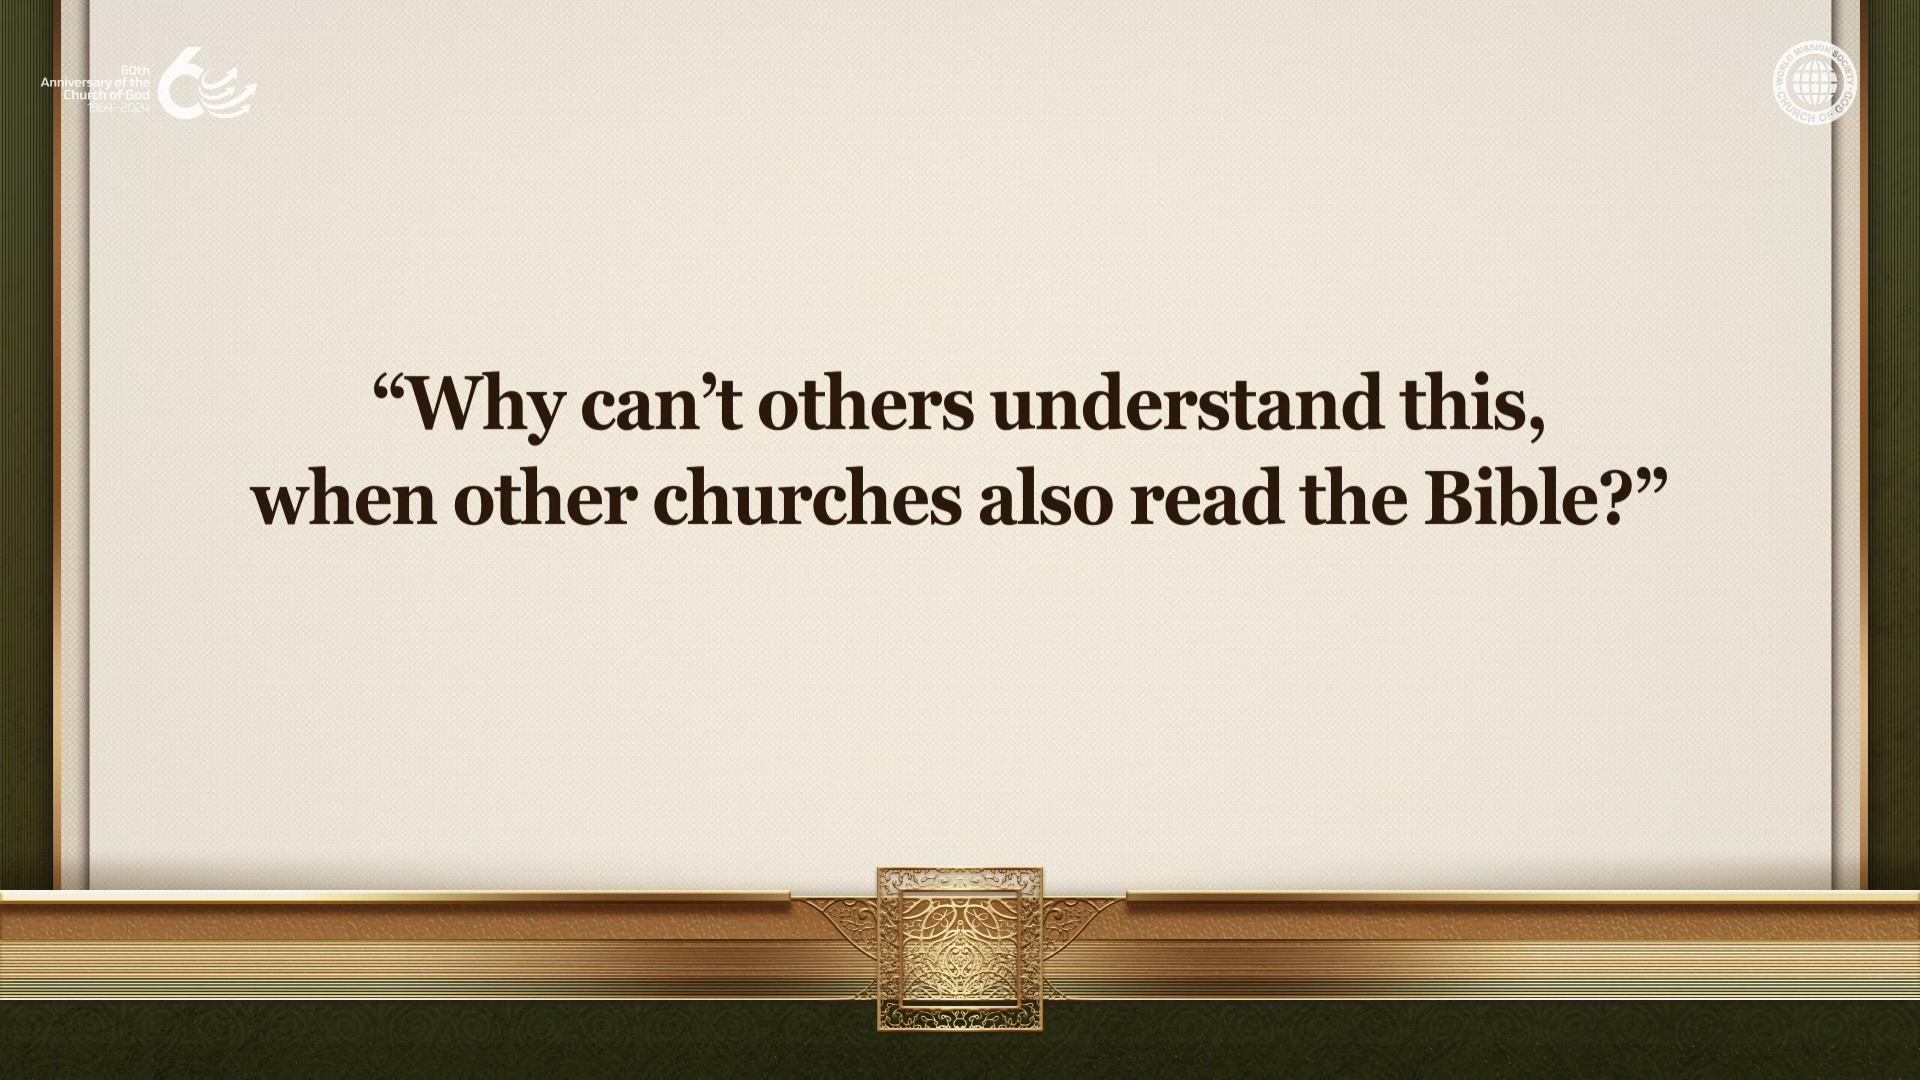 60th
Anniversary of the
Church of God
1964–2024
WORLD MISSION SOCIETY
CHURCH OF GOD
“Why can’t others understand this,
when other churches also read the Bible?”